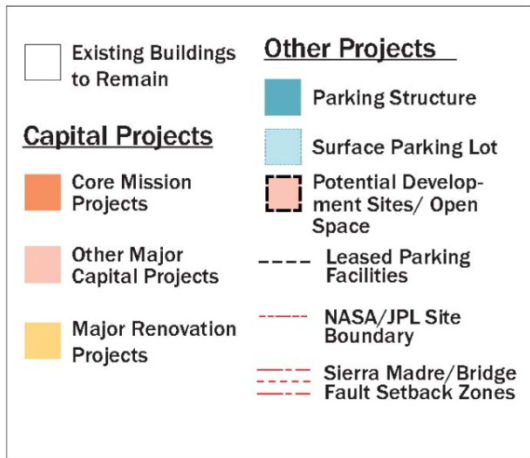 Existing Buildings
to Remain
Capital Projects
Core Mission
Projects
Other Major
Capital Projects
Major Renovation
Projects
Other Projects
Parking Structure
Surface Parking Lot
Potential Develop-
ment Sites/ Open
Space
Leased Parking
Facilities
NASA/JPL Site
Boundary
Sierra Madre/Bridge
Fault Setback Zones